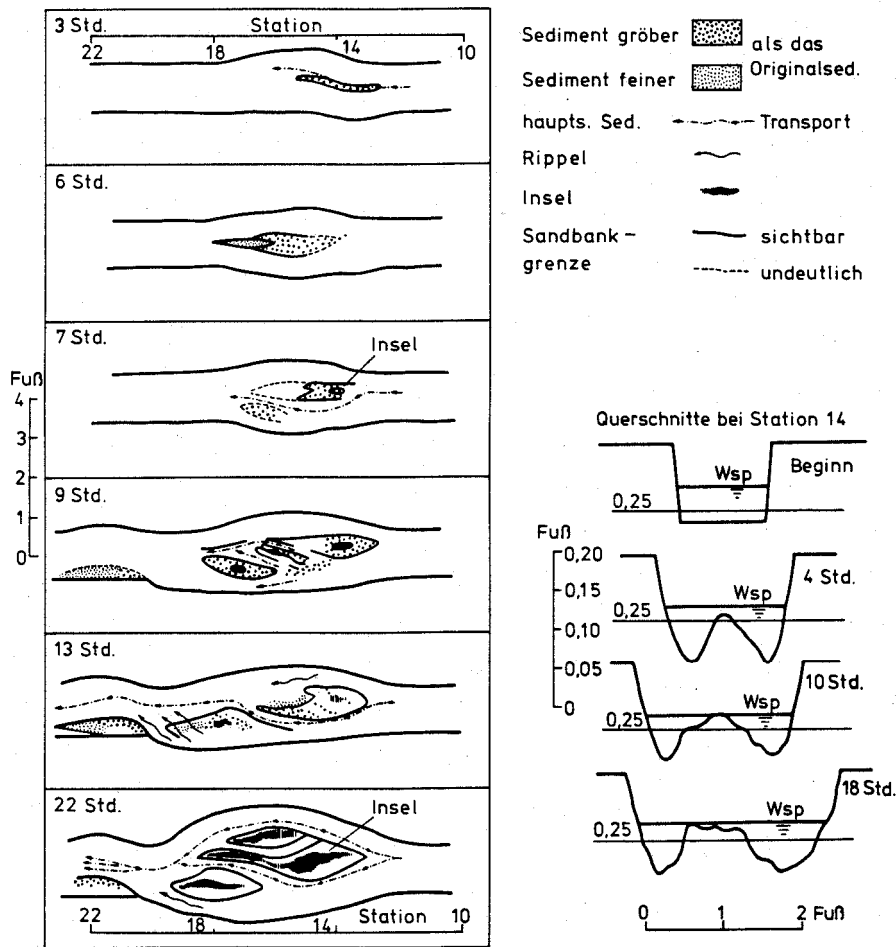 3 Std.
Station
22 18 14 10
6 Std.
7 Std.
Insel
Fuß
4
3
2
1
0
9 Std.
13 Std.
22 Std.
Insel
22 18 14 10
Station
Sediment gröber als das
Sediment feiner Originalsed.
haupts. Sed. Transport
Rippel
Insel
Sandbank- sichtbar
grenze undeutlich
Querschnitte bei Station 14
Wsp Beginn
0,25
Fuß
0,20
0,15
0,10
0,05
0
4 Std.
Wsp
0,25
10 Std.
Wsp
0,25
18 Std.
Wsp
0,25
0 1 2 Fuß